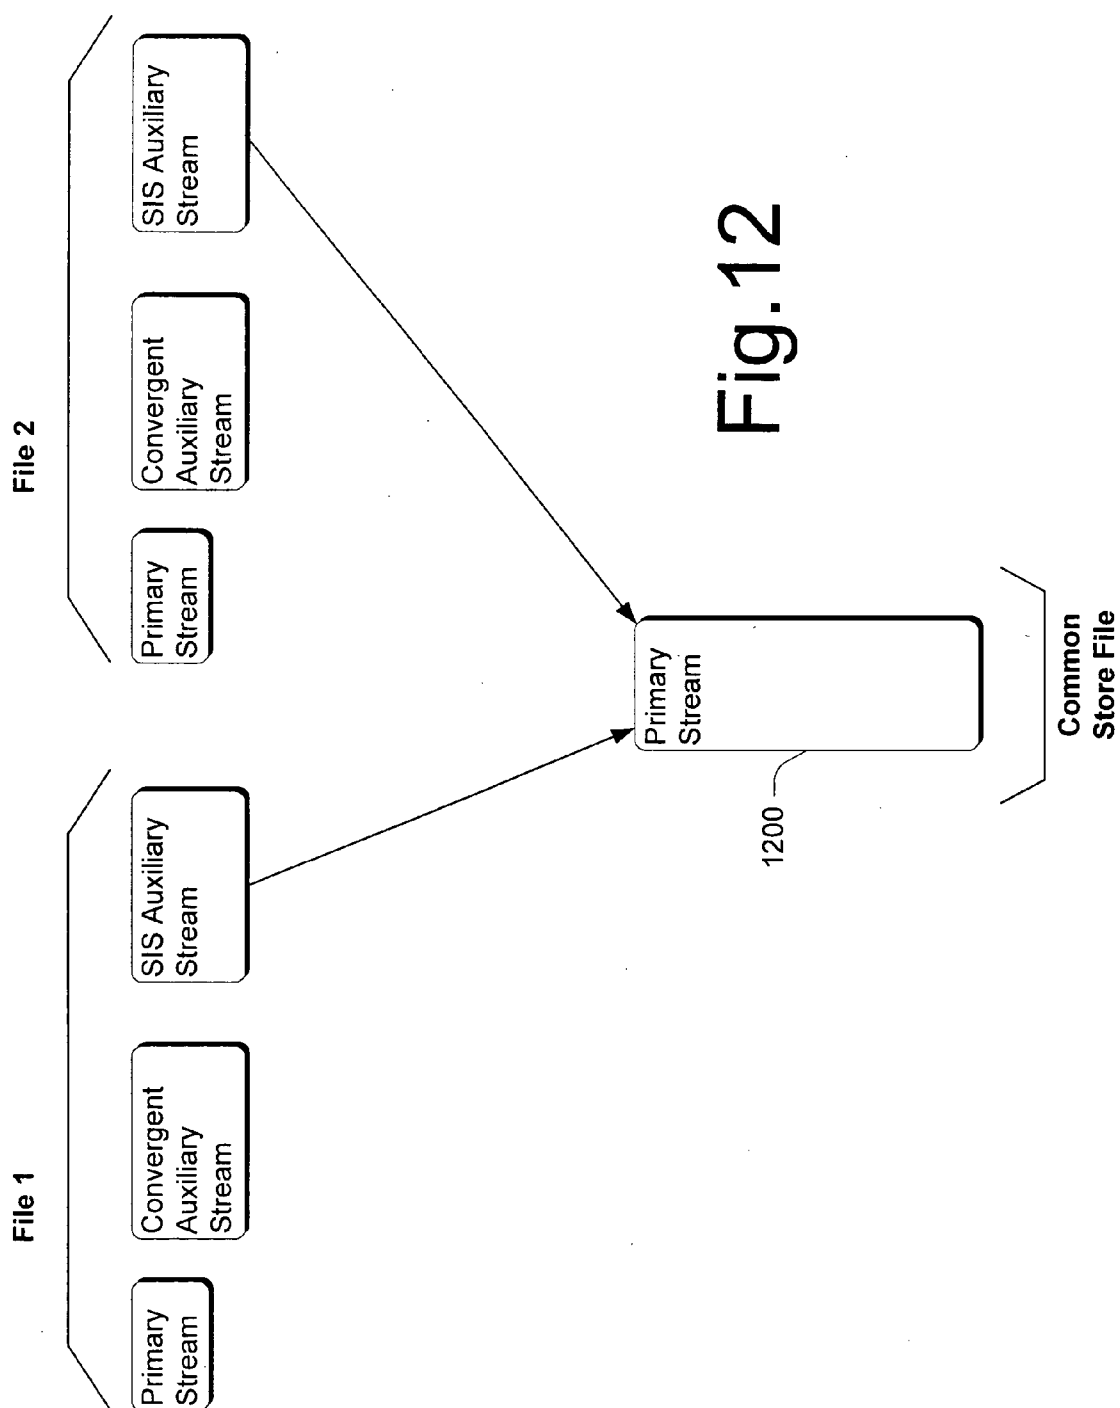 File 1
Primary
Stream
Convergent
Auxiliary
Stream
SIS Auxiliary
Stream
File 2
Primary
Stream
Convergent
Auxiliary
Stream
SIS Auxiliary
Stream
1200
Primary
Stream
Common
Store File
Fig.12